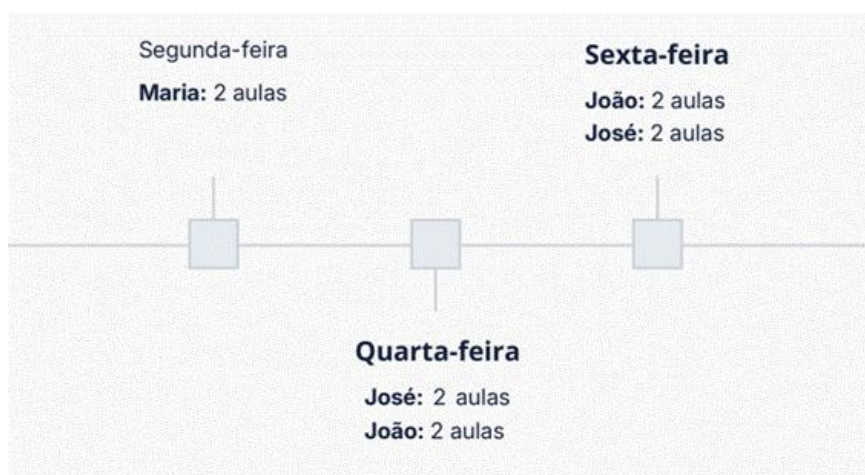 Segunda-feira
Maria: 2 aulas
Sexta-feira
João: 2 aulas
José: 2 aulas
Quarta-feira
José: 2 aulas
João: 2 aulas